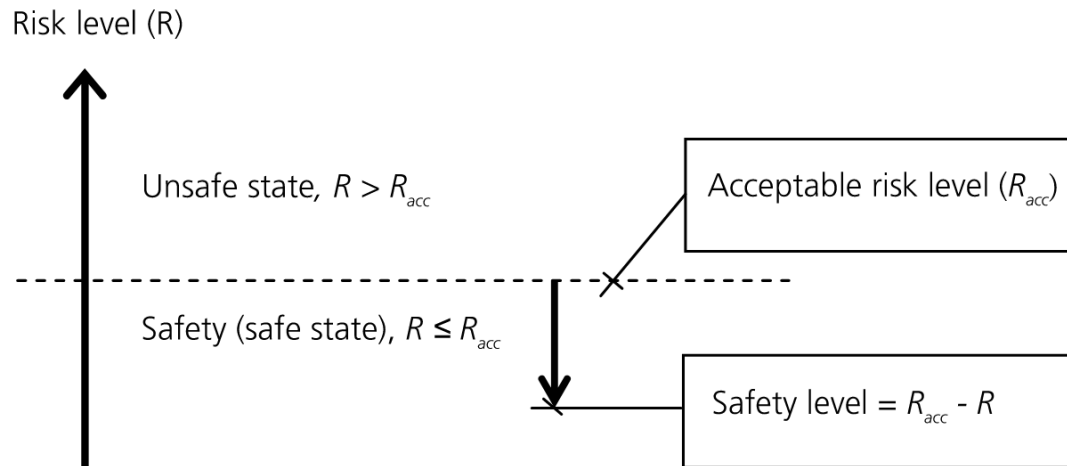 Risk level (R)
Unsafe state, R > Racc
Acceptable risk level (Racc)
Safety (safe state), R ≤ Racc
Safety level = Racc - R